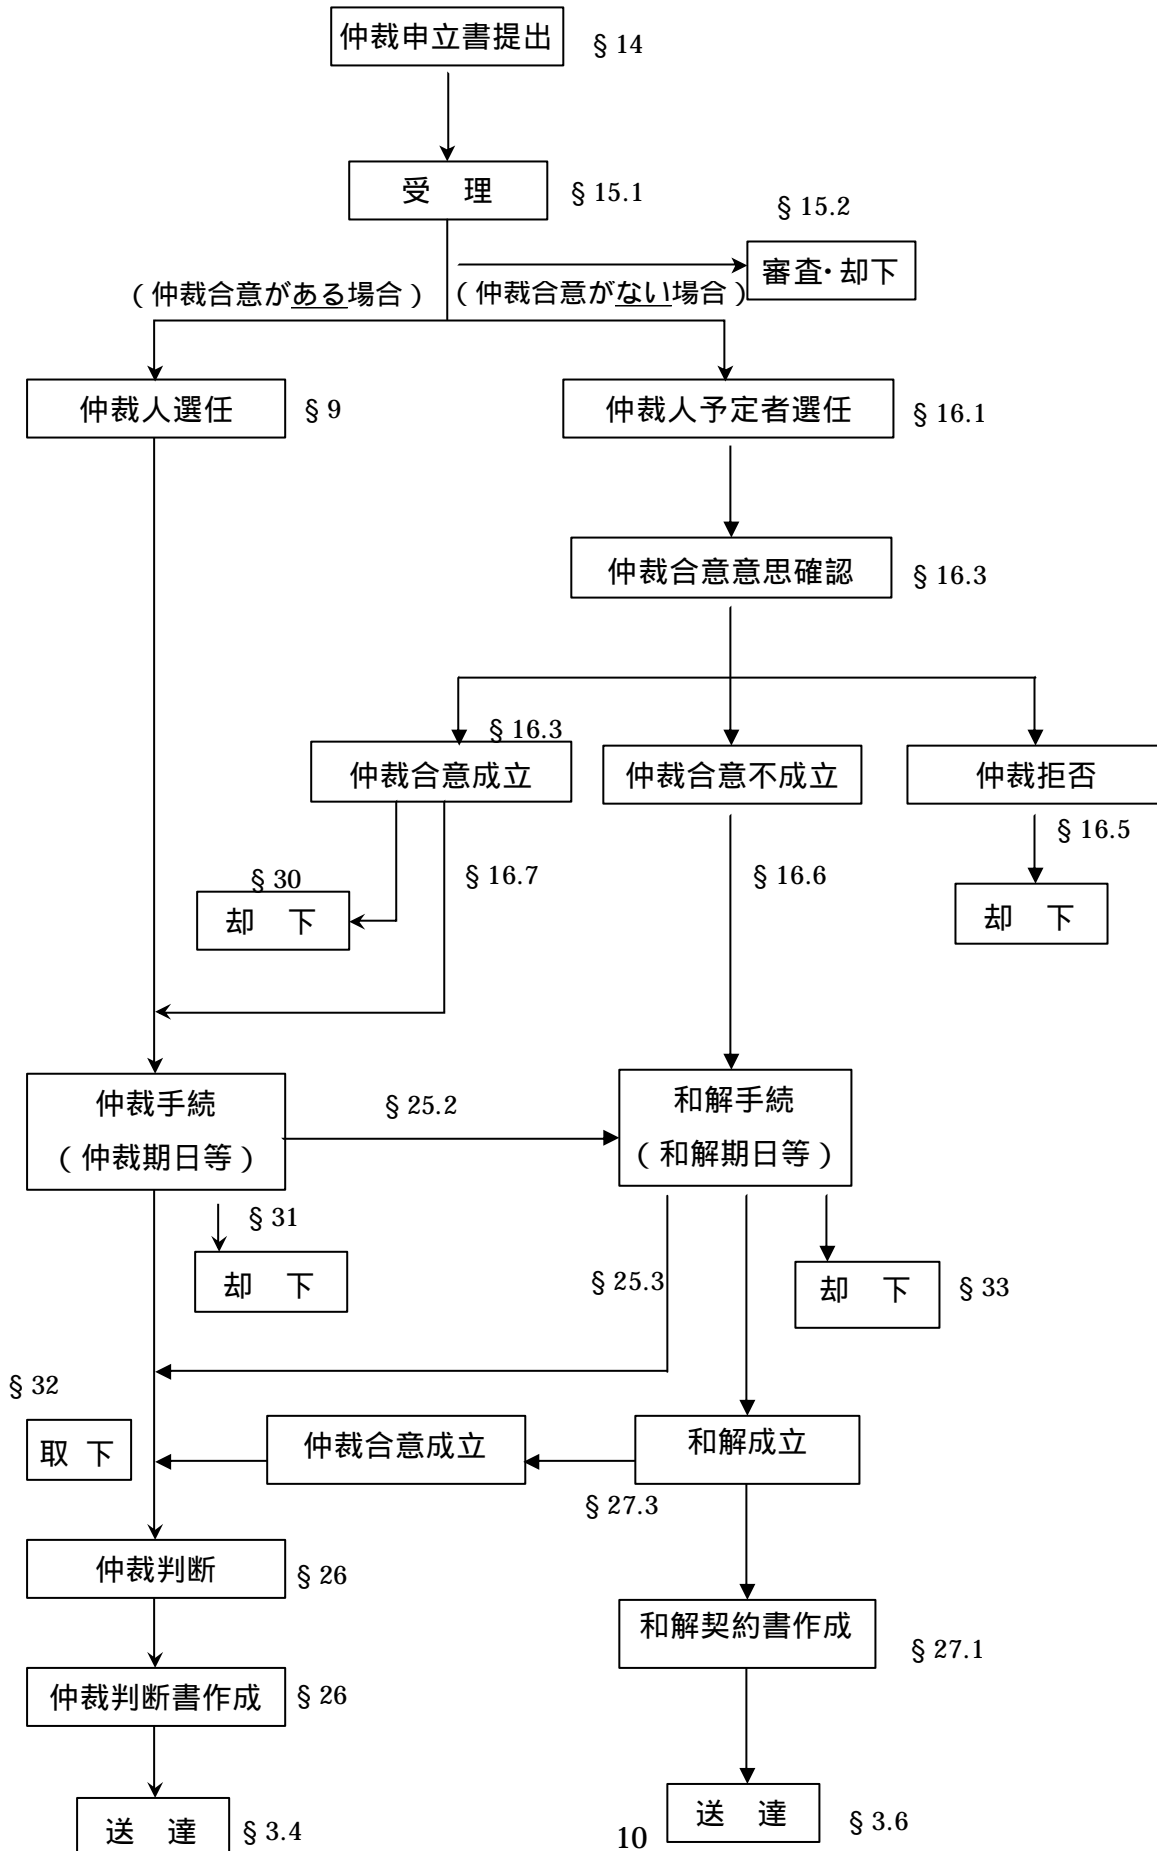 仲裁申立書提出 § 14
受　理 § 15.1
§ 15.2
審査・却下
（仲裁合意がある場合） （仲裁合意がない場合）
仲裁人選任 § 9
仲裁人予定者選任 § 16.1
仲裁合意意思確認 § 16.3
§ 16.3
仲裁合意成立
仲裁合意不成立
仲裁拒否
§ 16.5
§ 30
§ 16.7
§ 16.6
却　下
却　下
仲裁手続
（仲裁期日等）
§ 25.2
和解手続
（和解期日等）
§ 31
却　下
§ 25.3
却　下 § 33
§ 32
取 下
仲裁合意成立
和解成立
§ 27.3
仲裁判断 § 26
和解契約書作成 § 27.1
仲裁判断書作成 § 26
送　達 § 3.4
送　達 § 3.6
10